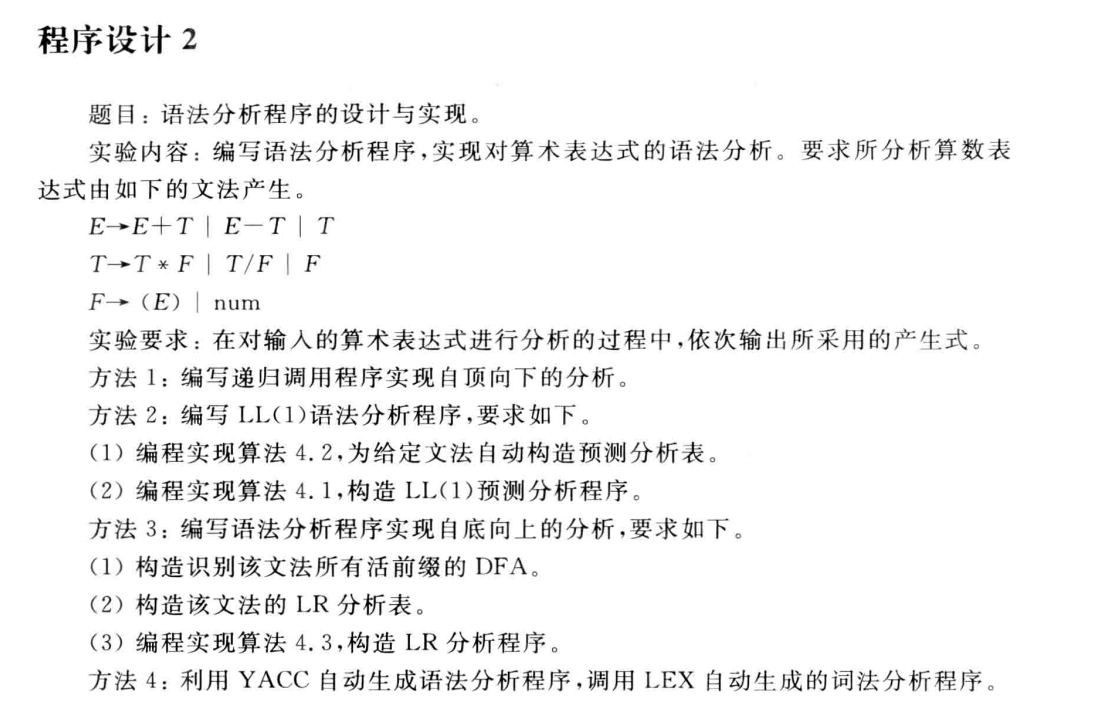 程序设计 2
题目：语法分析程序的设计与实现。
实验内容：编写语法分析程序，实现对算术表达式的语法分析。要求所分析算数表
达式由如下的文法产生。
E→E+T | E−T | T
T→T * F | T/F | F
F→（E）| num
实验要求：在对输入的算术表达式进行分析的过程中，依次输出所采用的产生式。
方法 1：编写递归调用程序实现自顶向下的分析。
方法 2：编写 LL(1)语法分析程序，要求如下。
(1) 编程实现算法 4.2，为给定文法自动构造预测分析表。
(2) 编程实现算法 4.1，构造 LL(1)预测分析程序。
方法 3：编写语法分析程序实现自底向上的分析，要求如下。
(1) 构造识别该文法所有活前缀的 DFA。
(2) 构造该文法的 LR 分析表。
(3) 编程实现算法 4.3，构造 LR 分析程序。
方法 4：利用 YACC 自动生成语法分析程序，调用 LEX 自动生成的词法分析程序。